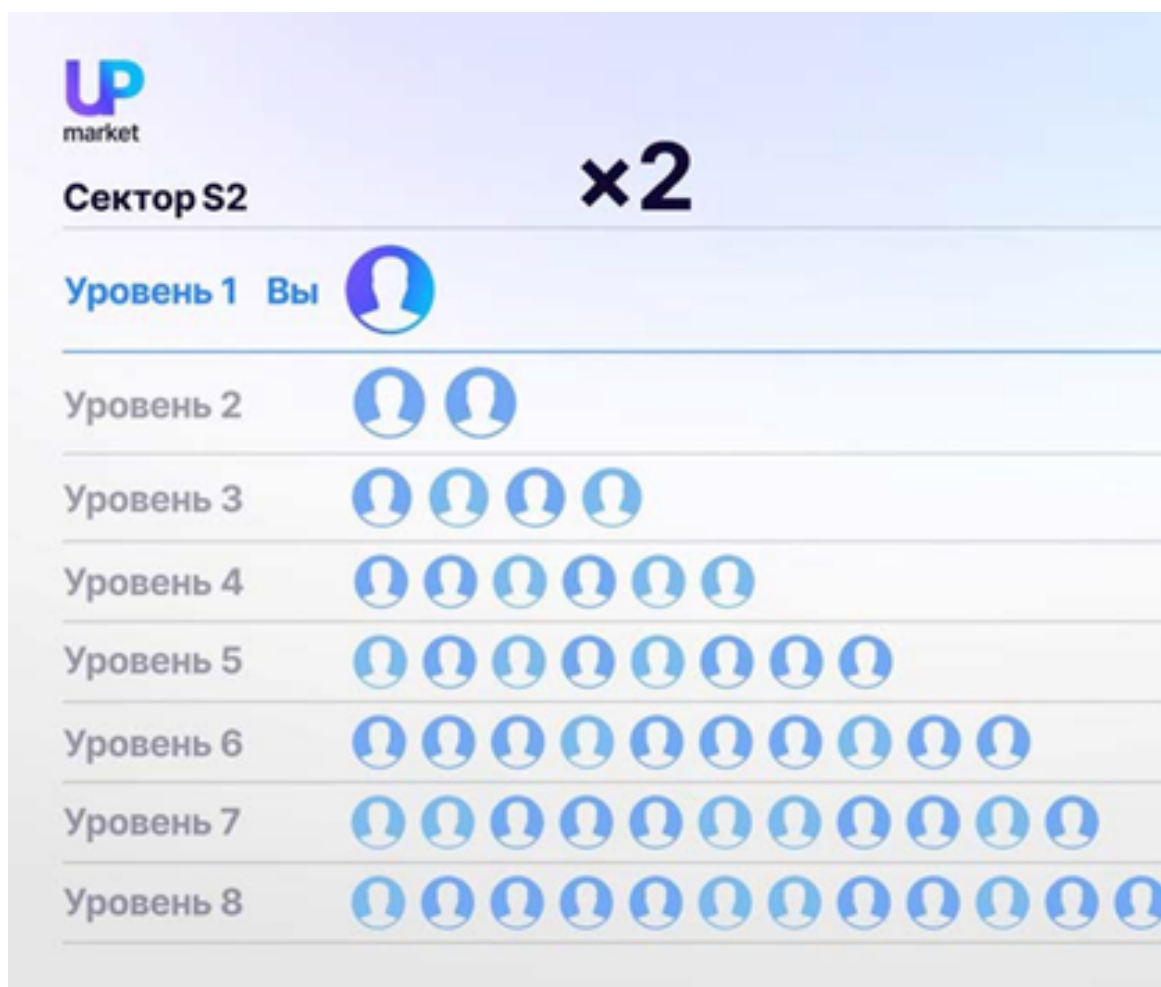 UP
market
Сектор S2
×2
Уровень 1 Вы
Уровень 2
Уровень 3
Уровень 4
Уровень 5
Уровень 6
Уровень 7
Уровень 8